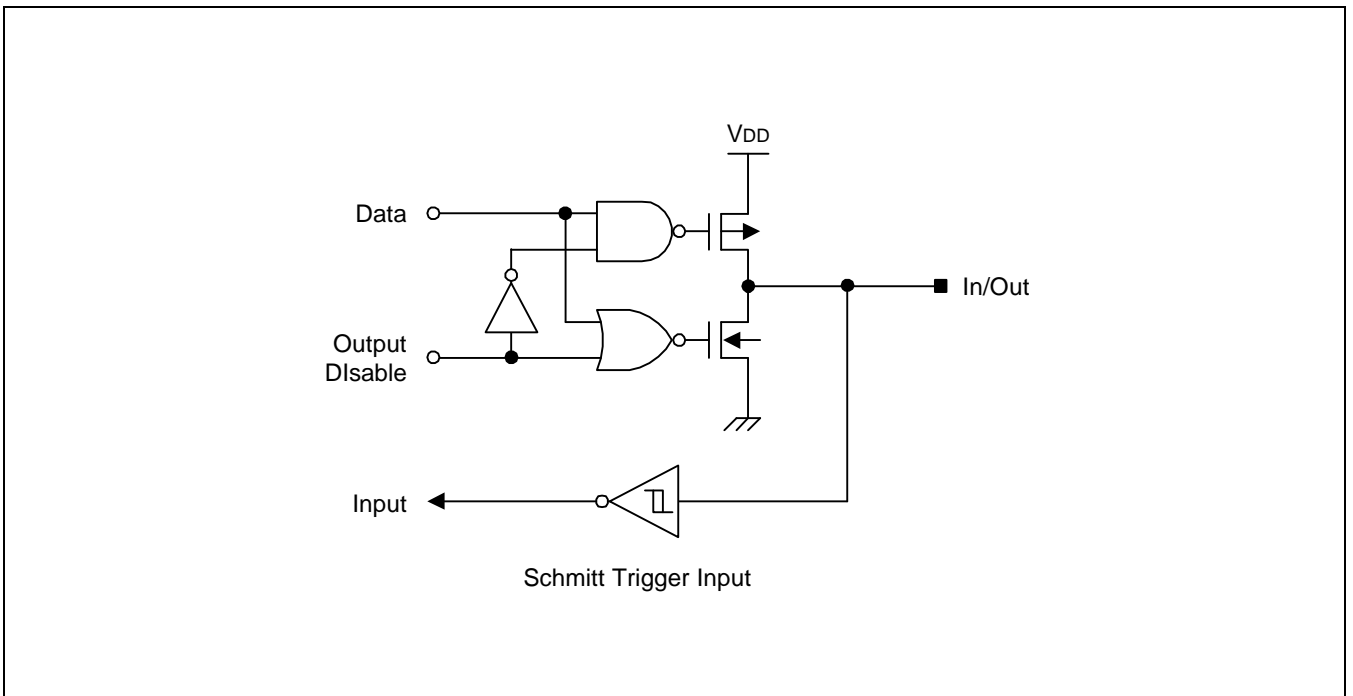 VDD
Data
In/Out
Output
DIsable
Input
Schmitt Trigger Input